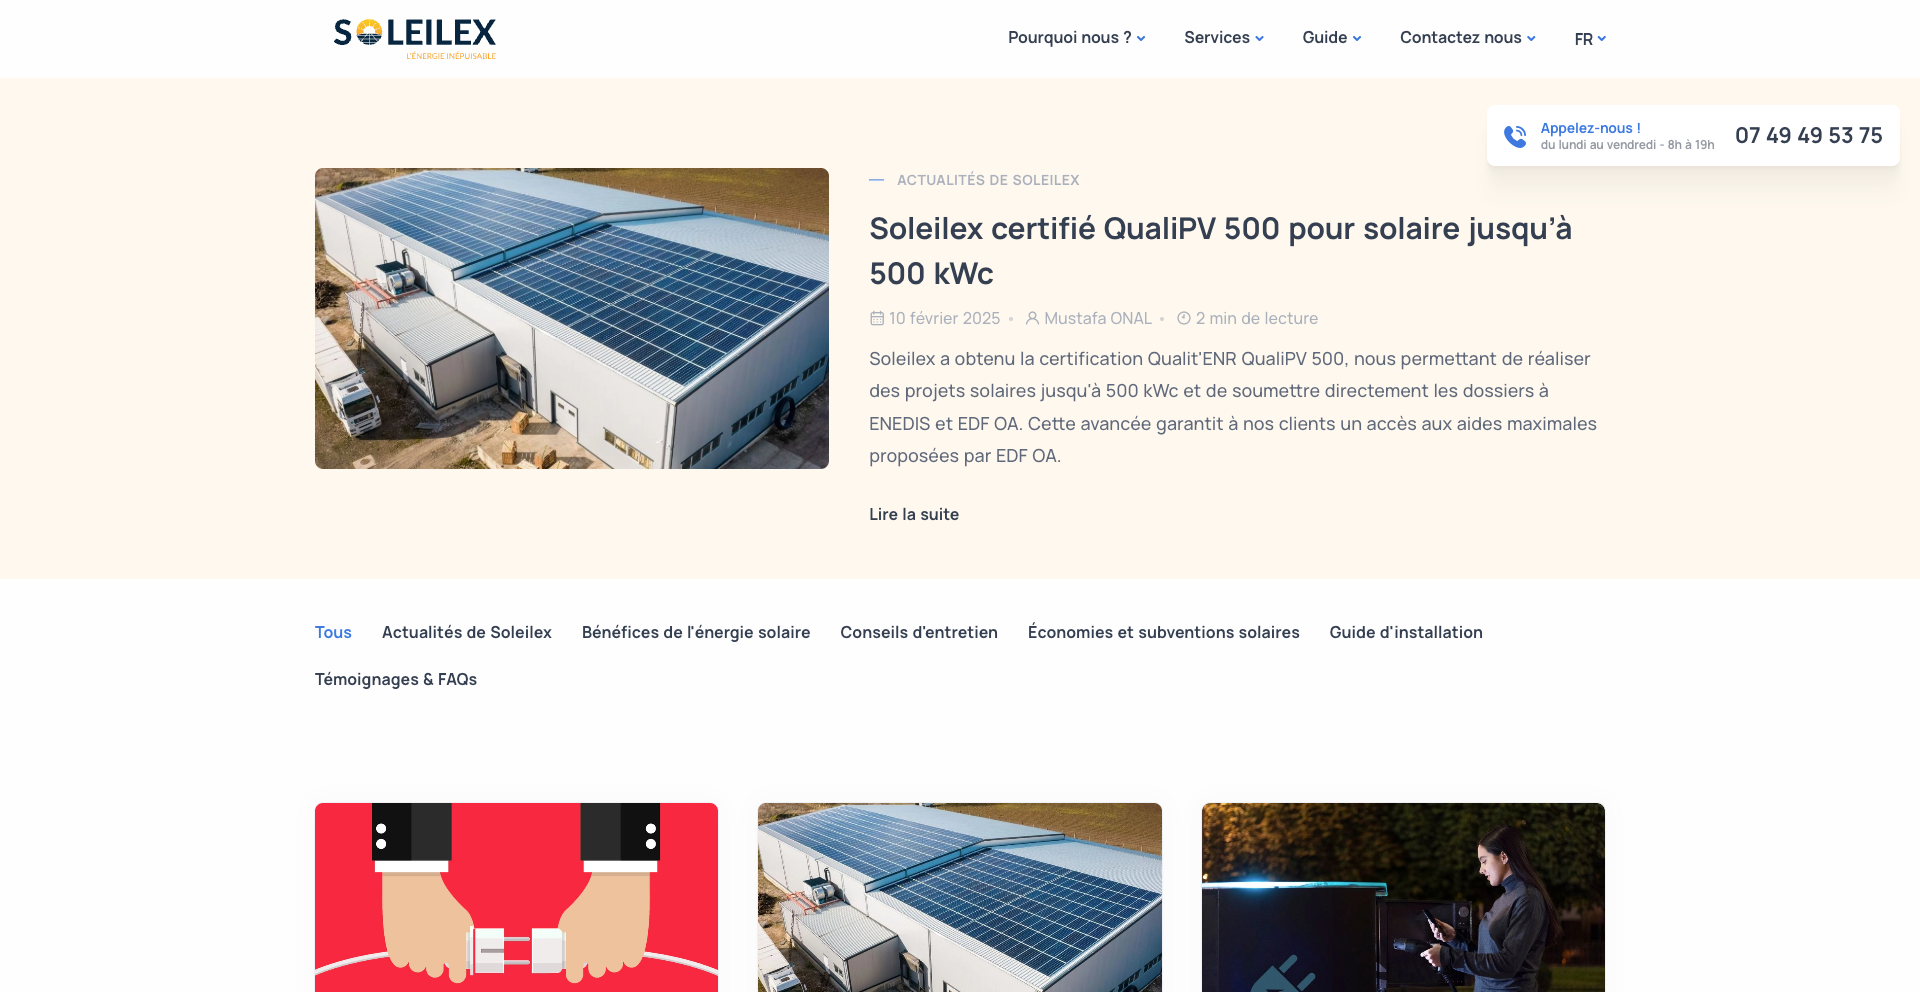 SOLEILEX
L'ÉNERGIE INÉPUISABLE
Pourquoi nous ?
Services
Guide
Contactez nous
FR
Appelez-nous !
du lundi au vendredi - 8h à 19h
07 49 49 53 75
ACTUALITÉS DE SOLEILEX
Soleilex certifié QualiPV 500 pour solaire jusqu’à
500 kWc
10 février 2025 • Mustafa ONAL • 2 min de lecture
Soleilex a obtenu la certification Qualit'ENR QualiPV 500, nous permettant de réaliser
des projets solaires jusqu'à 500 kWc et de soumettre directement les dossiers à
ENEDIS et EDF OA. Cette avancée garantit à nos clients un accès aux aides maximales
proposées par EDF OA.
Lire la suite
Tous
Actualités de Soleilex
Bénéfices de l'énergie solaire
Conseils d'entretien
Économies et subventions solaires
Guide d'installation
Témoignages & FAQs